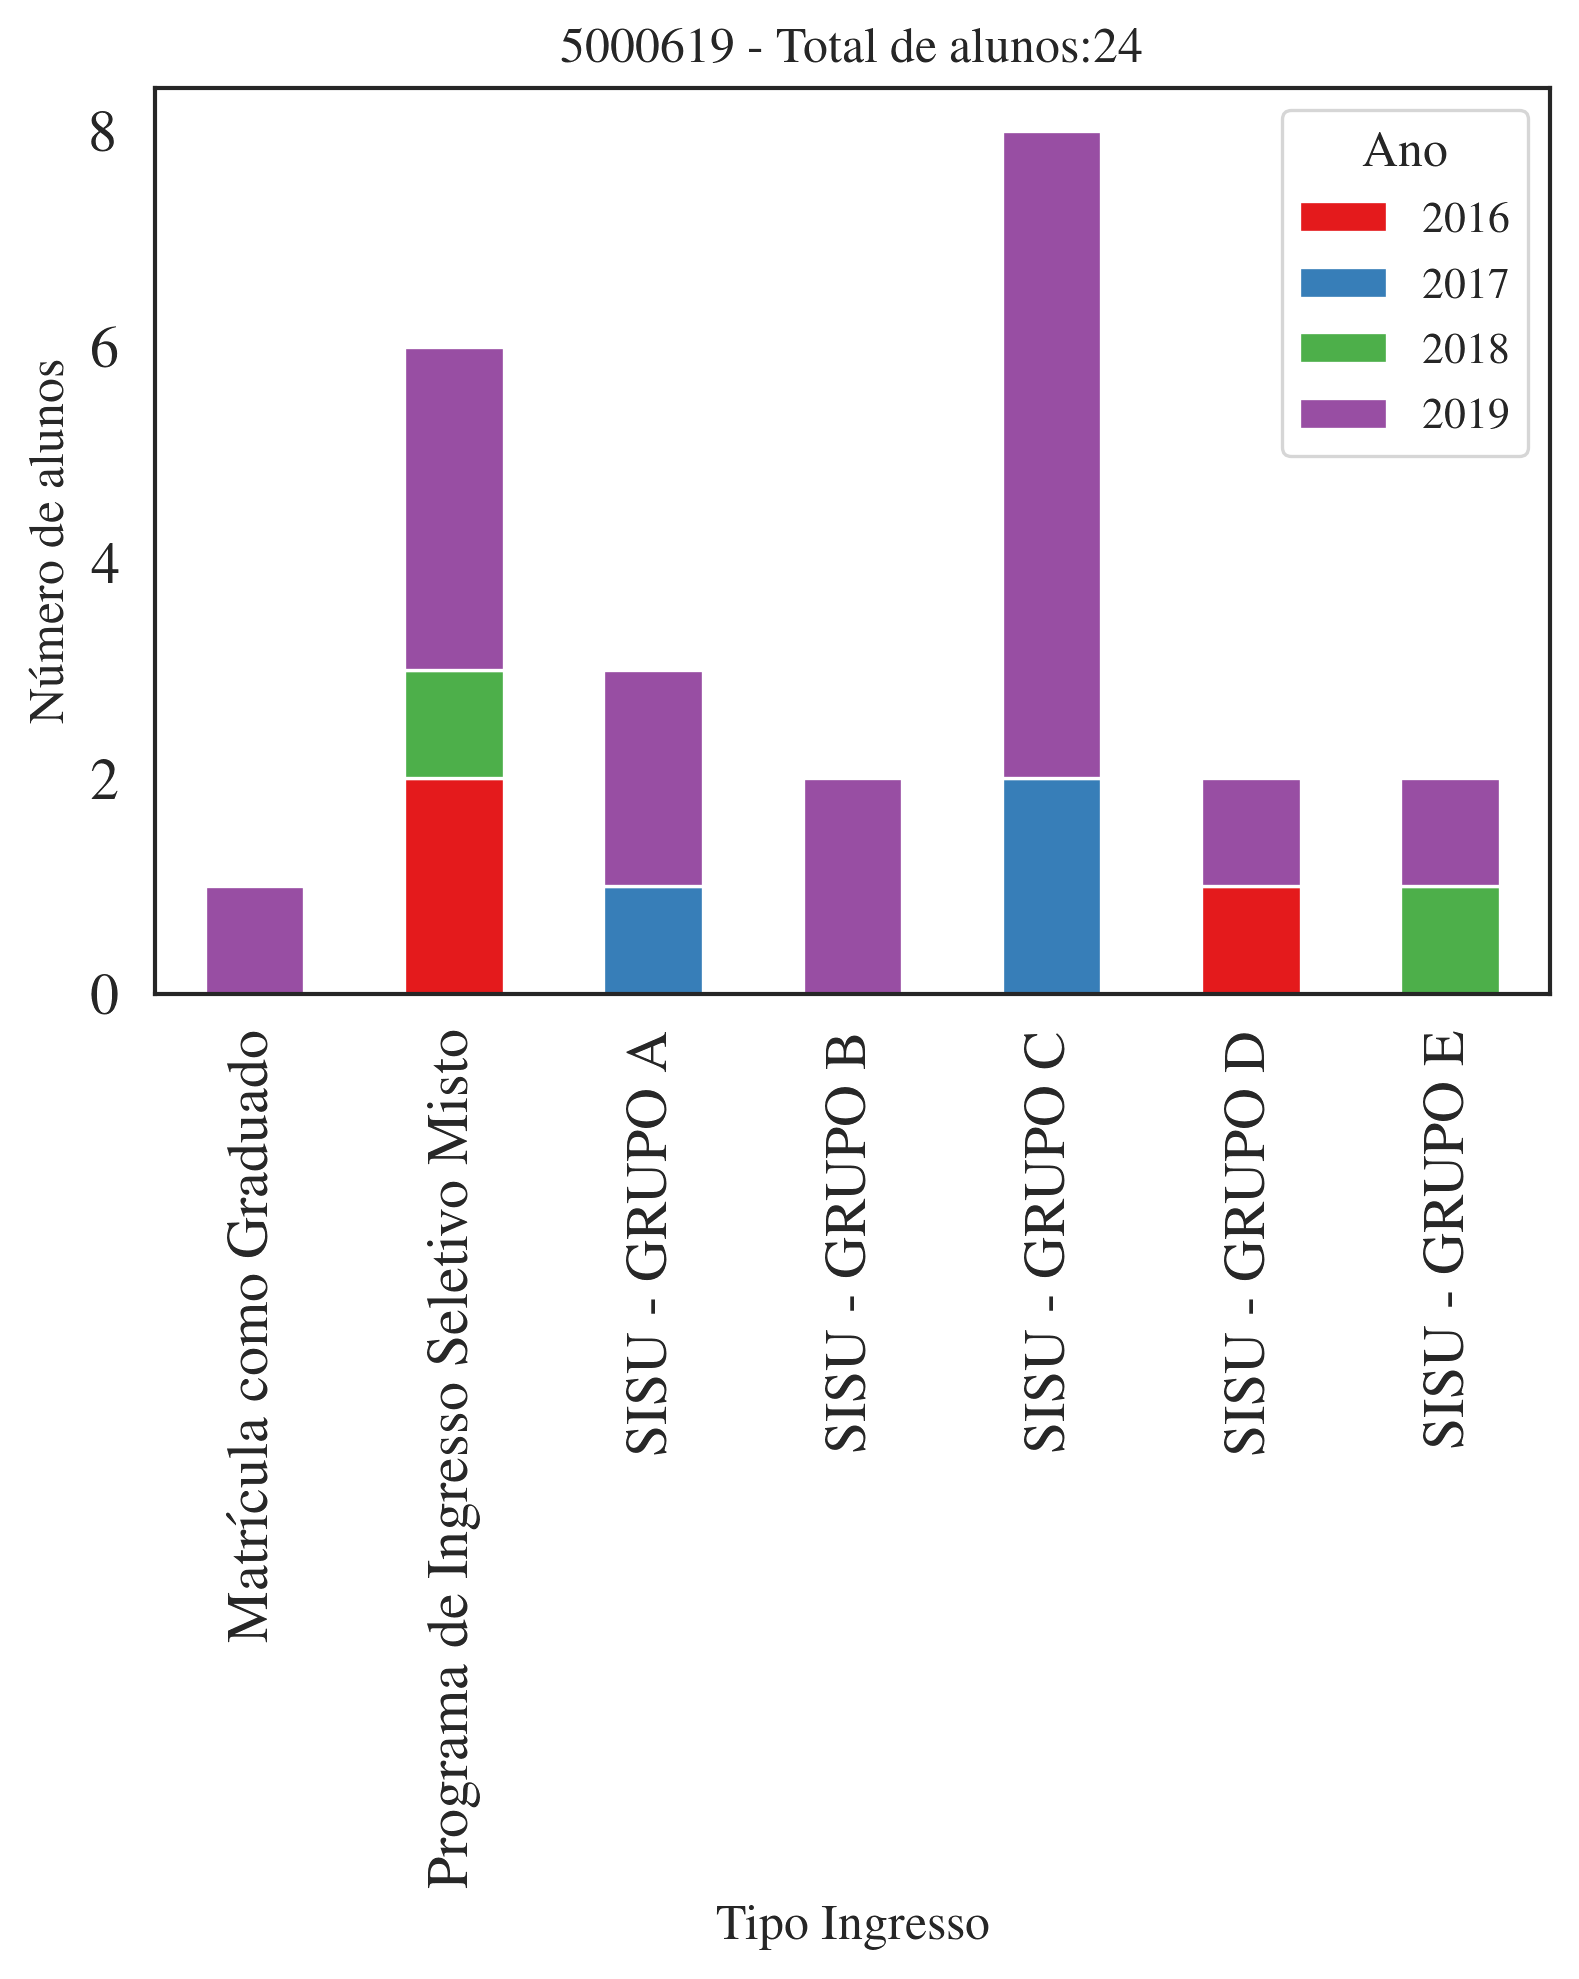 5000619 - Total de alunos:24
Número de alunos
8
6
4
2
0
Ano
2016
2017
2018
2019
Matrícula como Graduado
Programa de Ingresso Seletivo Misto
SISU - GRUPO A
SISU - GRUPO B
SISU - GRUPO C
SISU - GRUPO D
SISU - GRUPO E
Tipo Ingresso